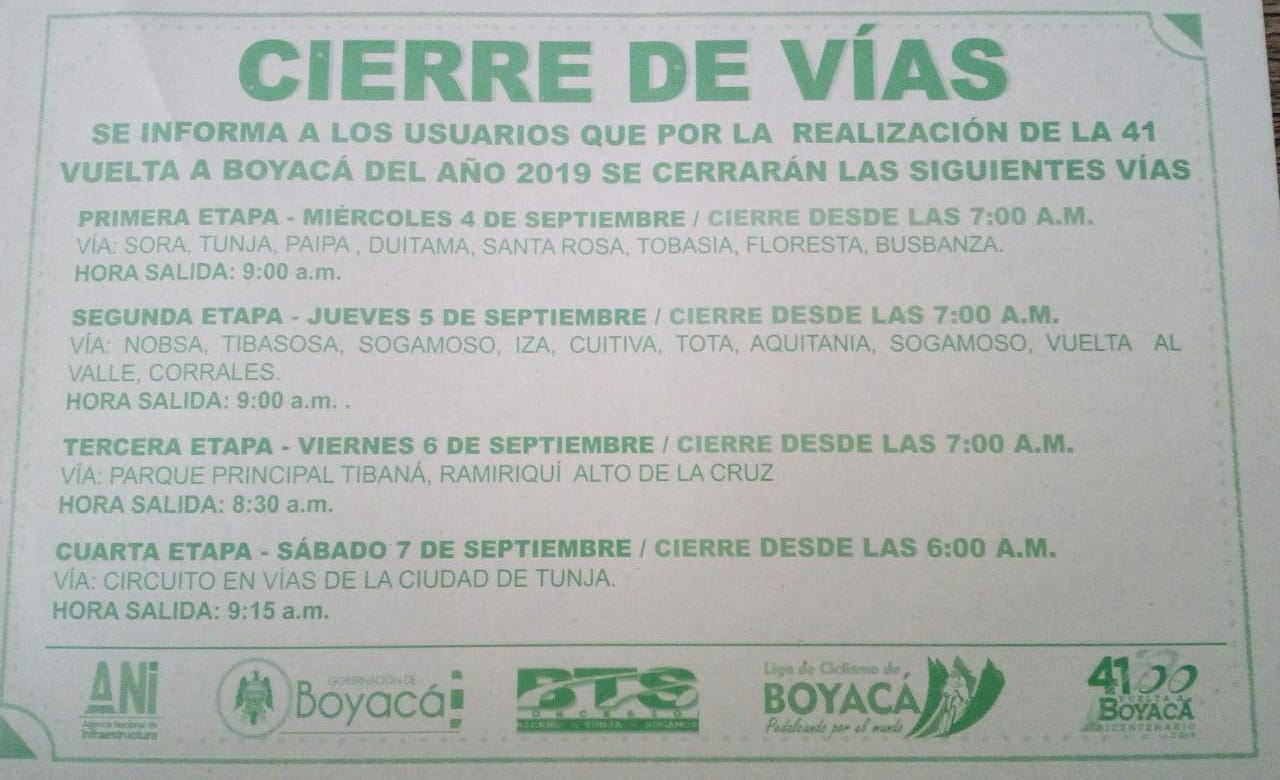 CIERRE DE VÍAS
SE INFORMA A LOS USUARIOS QUE POR LA REALIZACIÓN DE LA 41
VUELTA A BOYACÁ DEL AÑO 2019 SE CERRARÁN LAS SIGUIENTES VÍAS
PRIMERA ETAPA - MIÉRCOLES 4 DE SEPTIEMBRE / CIERRE DESDE LAS 7:00 A.M.
VÍA: SORA, TUNJA, PAIPA , DUITAMA, SANTA ROSA, TOBASIA, FLORESTA, BUSBANZA.
HORA SALIDA: 9:00 a.m.
SEGUNDA ETAPA - JUEVES 5 DE SEPTIEMBRE / CIERRE DESDE LAS 7:00 A.M.
VÍA: NOBSA, TIBASOSA, SOGAMOSO, IZA, CUITIVA, TOTA, AQUITANIA, SOGAMOSO, VUELTA AL
VALLE, CORRALES.
HORA SALIDA: 9:00 a.m. .
TERCERA ETAPA - VIERNES 6 DE SEPTIEMBRE / CIERRE DESDE LAS 7:00 A.M.
VÍA: PARQUE PRINCIPAL TIBANÁ, RAMIRIQUÍ ALTO DE LA CRUZ
HORA SALIDA: 8:30 a.m.
CUARTA ETAPA - SÁBADO 7 DE SEPTIEMBRE / CIERRE DESDE LAS 6:00 A.M.
VÍA: CIRCUITO EN VÍAS DE LA CIUDAD DE TUNJA.
HORA SALIDA: 9:15 a.m.
ANi
Agencia Nacional de
Infraestructura
GOBERNACIÓN DE
Boyacá
BTS
TUNJA
Liga de Ciclismo de
BOYACÁ
Pedaleando por el mundo
41
VUELTA A
BOYACÁ
BICENTENARIO
2019